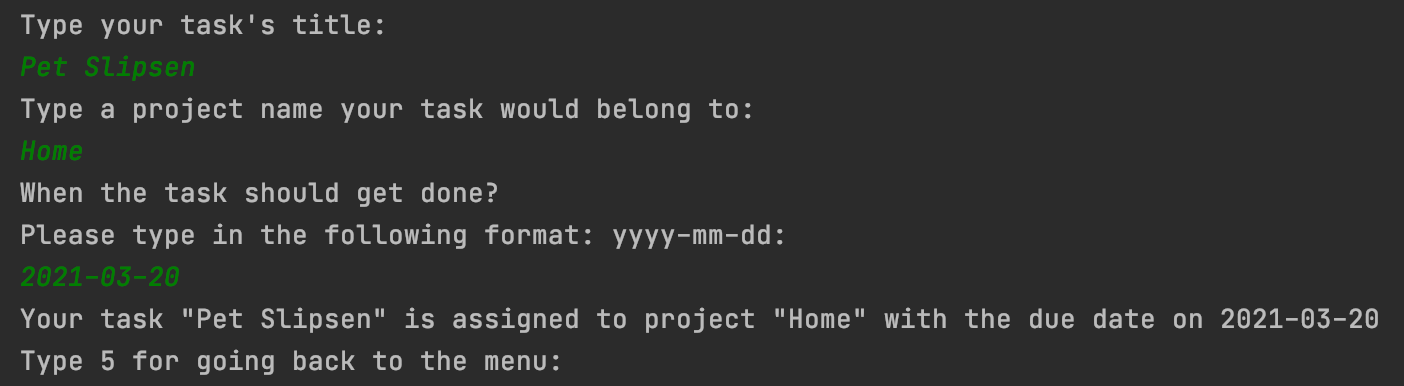 Type your task's title:
Pet Slipsen
Type a project name your task would belong to:
Home
When the task should get done?
Please type in the following format: yyyy-mm-dd:
2021-03-20
Your task "Pet Slipsen" is assigned to project "Home" with the due date on 2021-03-20
Type 5 for going back to the menu: